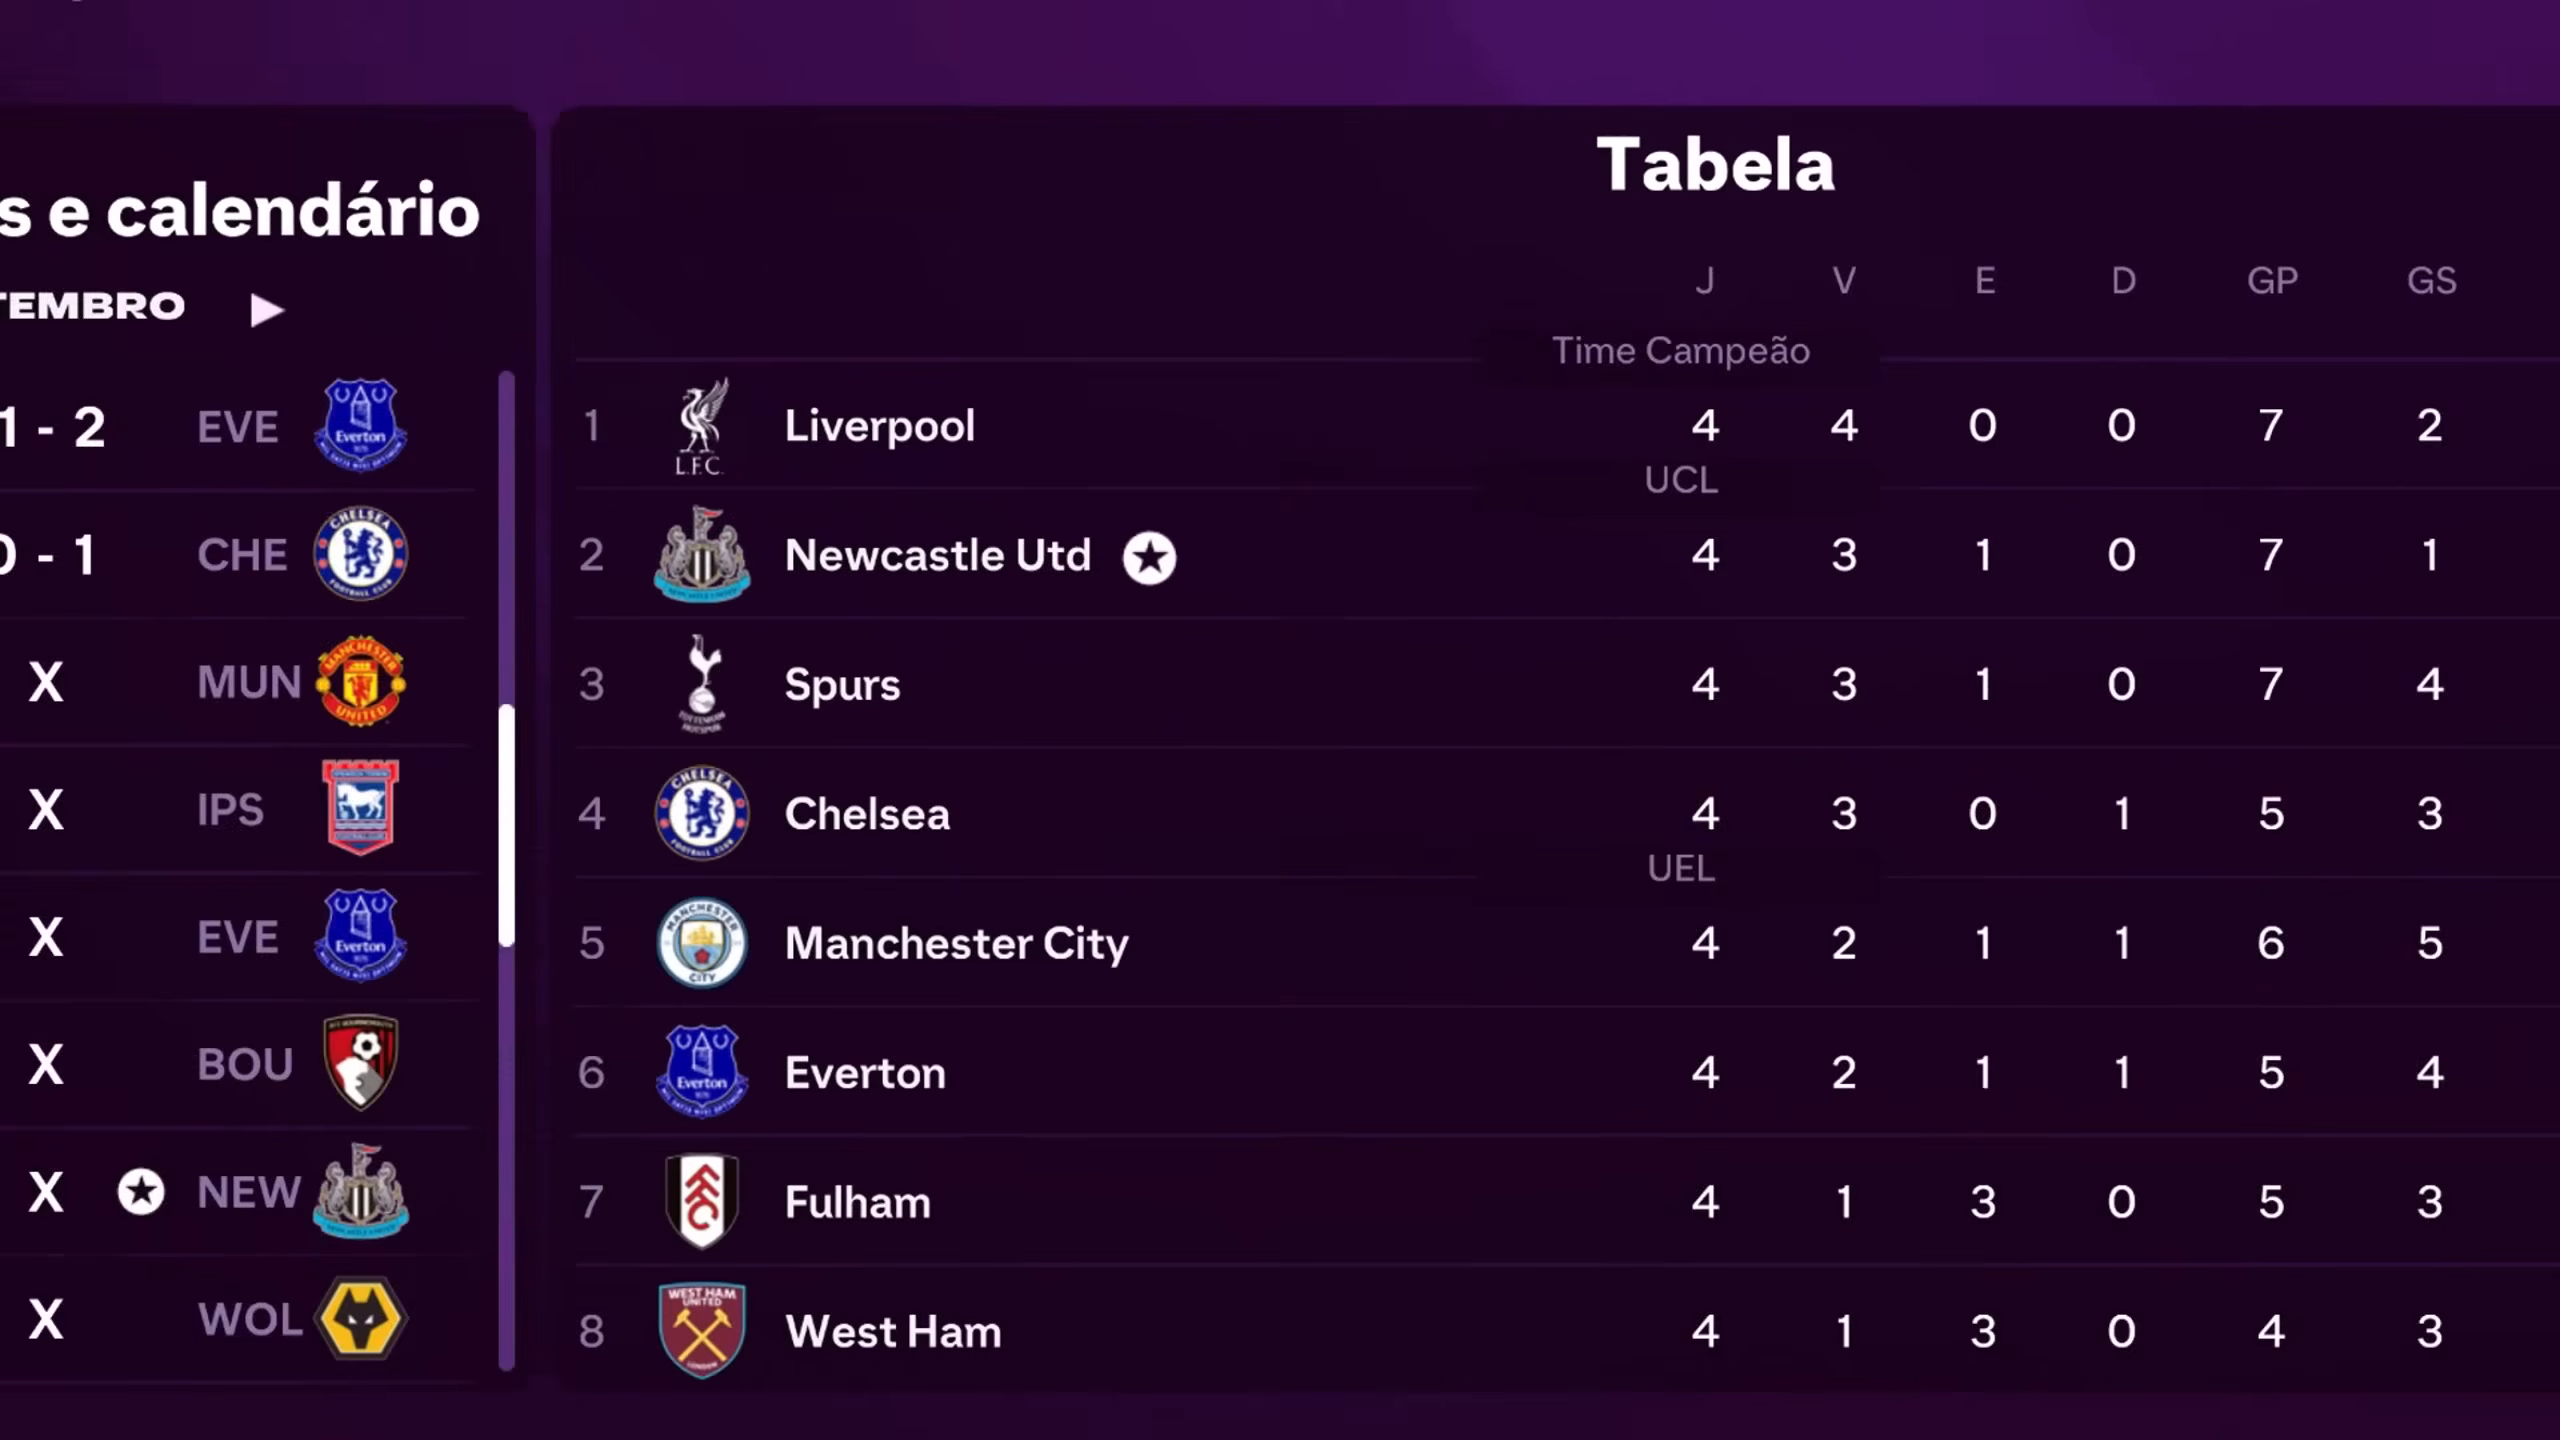 s e calendário
TEMBRO
1 - 2 EVE
0 - 1 CHE
X MUN
X IPS
X EVE
X BOU
X NEW
X WOL
Tabela
J V E D GP GS
Time Campeão
1 L.F.C. Liverpool 4 4 0 0 7 2
UCL
2 Newcastle Utd 4 3 1 0 7 1
3 Spurs 4 3 1 0 7 4
4 Chelsea 4 3 0 1 5 3
UEL
5 Manchester City 4 2 1 1 6 5
6 Everton 4 2 1 1 5 4
7 Fulham 4 1 3 0 5 3
8 West Ham 4 1 3 0 4 3